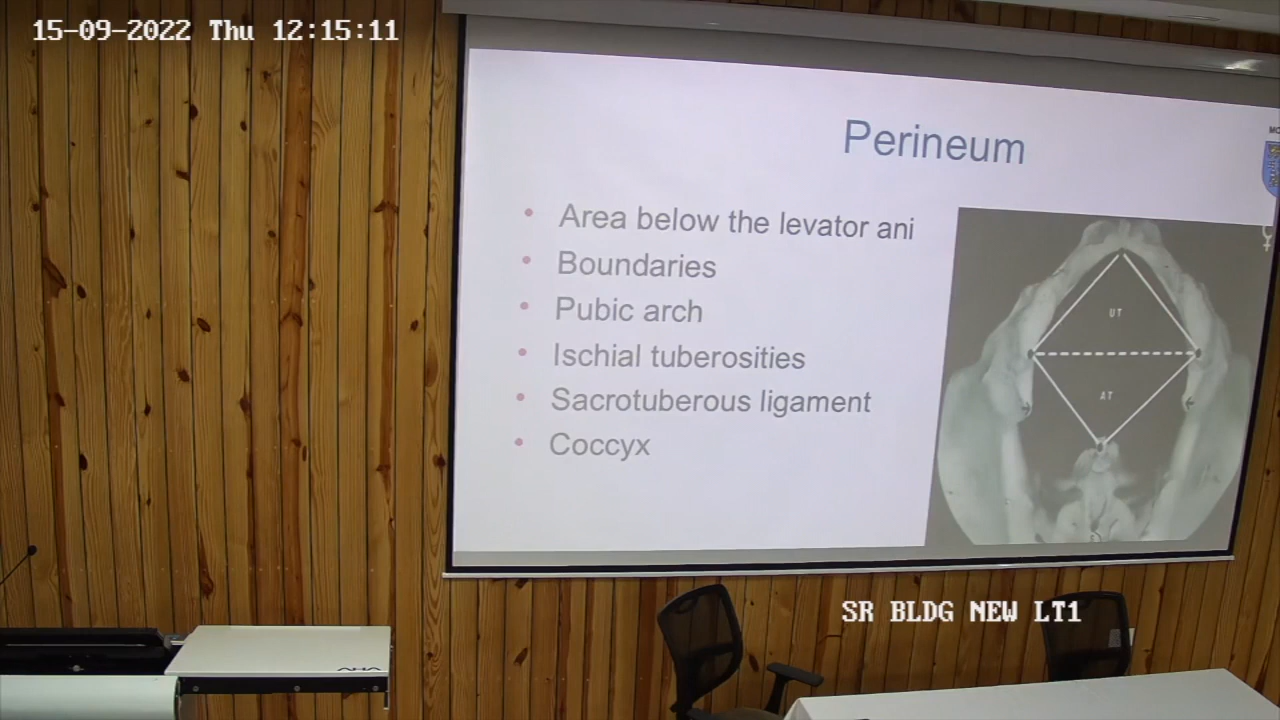 15-09-2022 Thu 12:15:11
Perineum
• Area below the levator ani
• Boundaries
• Pubic arch
• Ischial tuberosities
• Sacrotuberous ligament
• Coccyx
UT
AT
SR BLDG NEW LT1